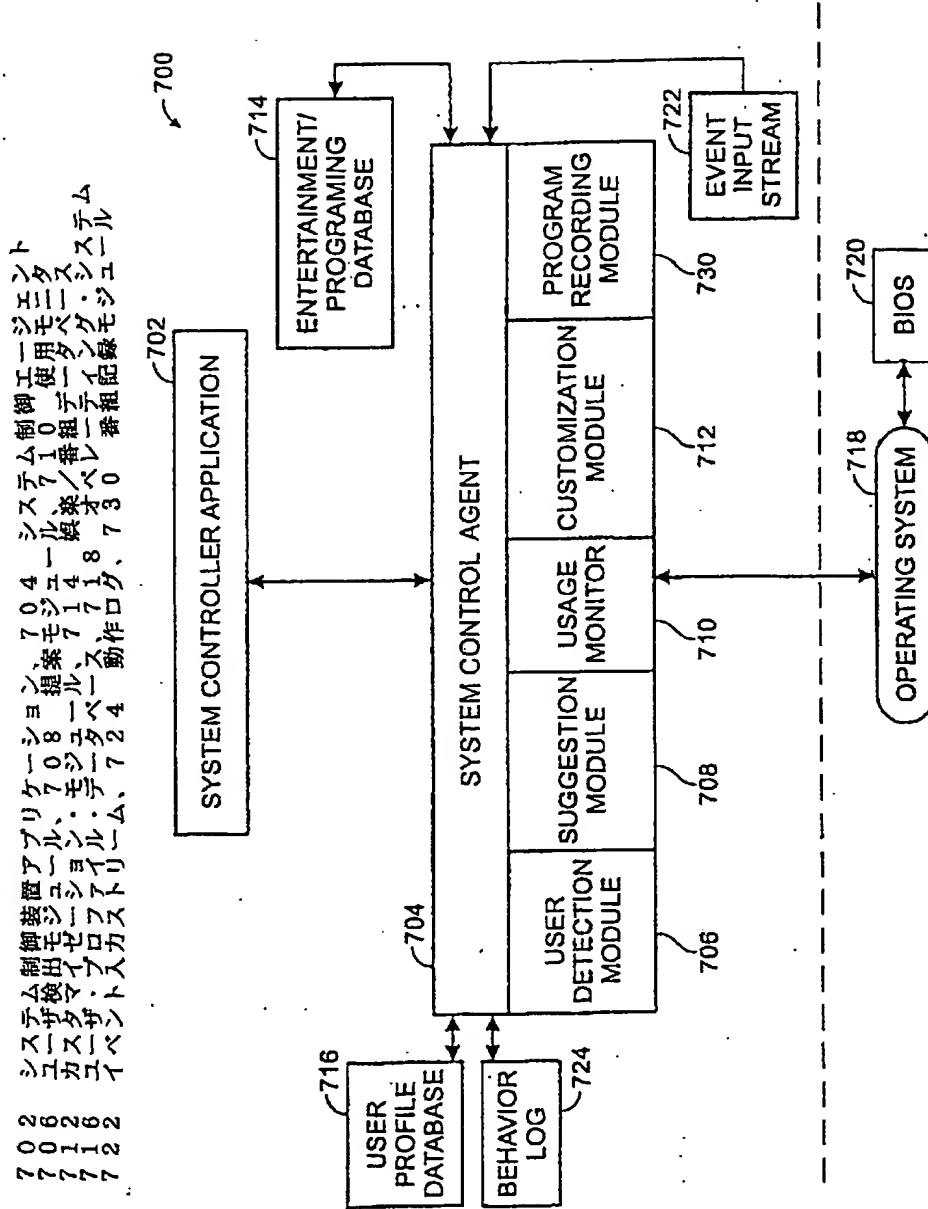 702 システム制御装置アプリケーション、704 システム制御エージェント
706 ユーザ検出モジュール、708 提案モジュール、710 使用モニタ
712 カスタマイゼーション・モジュール、714 娯楽／番組データベース
716 ユーザ・プロファイル・データベース、718 オペレーティング・システム
722 イベント入力ストリーム、724 動作ログ、730 番組記録モジュール
700
702
SYSTEM CONTROLLER APPLICATION
714
ENTERTAINMENT/
PROGRAMING
DATABASE
716
USER
PROFILE
DATABASE
704
SYSTEM CONTROL AGENT
USER
DETECTION
MODULE
SUGGESTION
MODULE
USAGE
MONITOR
CUSTOMIZATION
MODULE
PROGRAM
RECORDING
MODULE
706
708
710
712
730
BEHAVIOR
LOG
724
722
EVENT
INPUT
STREAM
718
OPERATING SYSTEM
720
BIOS